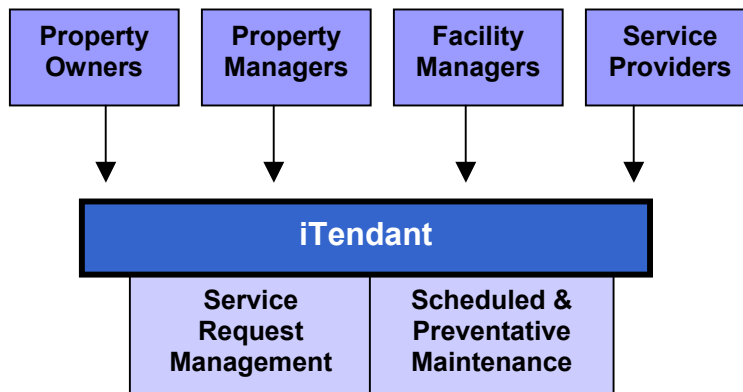 Property
Owners
Property
Managers
Facility
Managers
Service
Providers
iTendant
Service
Request
Management
Scheduled &
Preventative
Maintenance